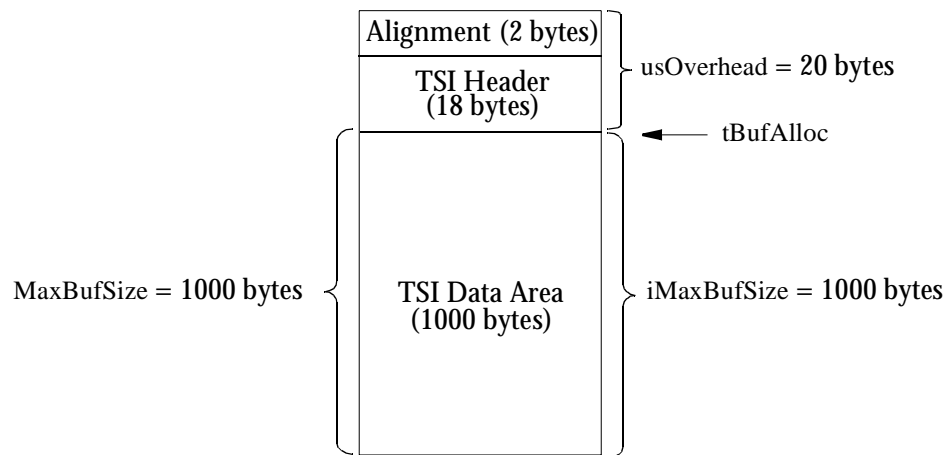 Alignment (2 bytes)
usOverhead = 20 bytes
TSI Header
(18 bytes)
tBufAlloc
MaxBufSize = 1000 bytes
TSI Data Area
(1000 bytes)
iMaxBufSize = 1000 bytes